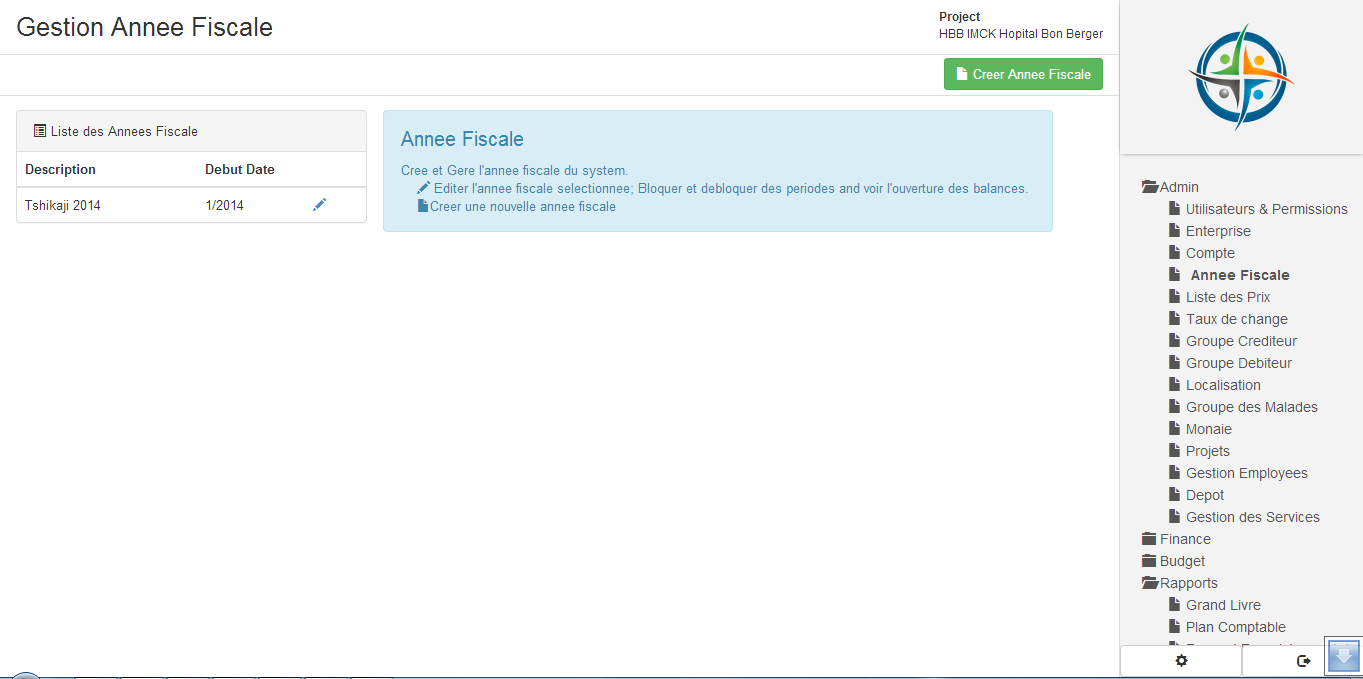 Gestion Annee Fiscale
Project
HBB IMCK Hopital Bon Berger
Creer Annee Fiscale
Liste des Annees Fiscale
Description Debut Date
Tshikaji 2014 1/2014
Annee Fiscale
Cree et Gere l'annee fiscale du system.
Editer l'annee fiscale selectionnee; Bloquer et debloquer des periodes and voir l'ouverture des balances.
Creer une nouvelle annee fiscale
Admin
Utilisateurs & Permissions
Enterprise
Compte
Annee Fiscale
Liste des Prix
Taux de change
Groupe Crediteur
Groupe Debiteur
Localisation
Groupe des Malades
Monaie
Projets
Gestion Employees
Depot
Gestion des Services
Finance
Budget
Rapports
Grand Livre
Plan Comptable